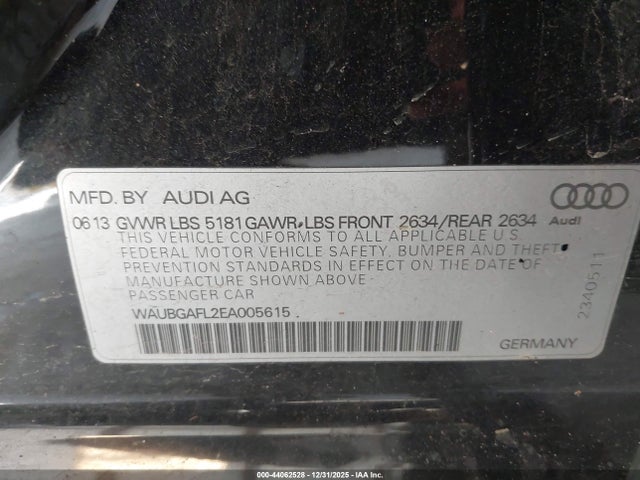 MFD. BY AUDI AG
0613 GVWR LBS 5181 GAWR LBS FRONT 2634/REAR 2634
Audi
THIS VEHICLE CONFORMS TO ALL APPLICABLE U.S.
FEDERAL MOTOR VEHICLE SAFETY, BUMPER AND THEFT
PREVENTION STANDARDS IN EFFECT ON THE DATE OF
MANUFACTURE SHOWN ABOVE
PASSENGER CAR
WAUBGAFL2EA005615
2340511
GERMANY
000-44062528 - 12/31/2025 - IAAI.COM